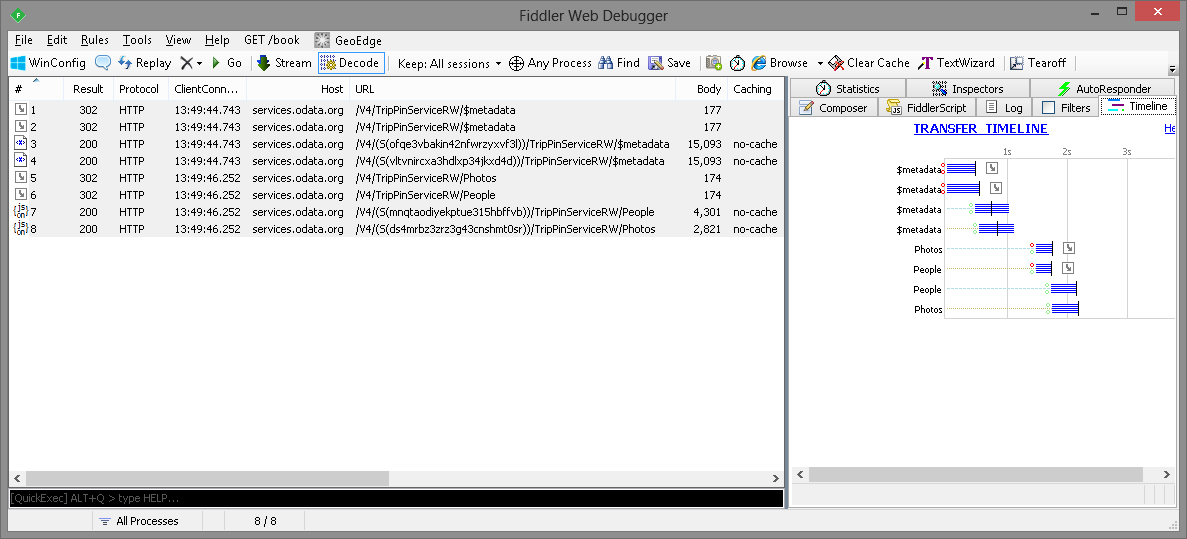 Fiddler Web Debugger
File Edit Rules Tools View Help GET /book GeoEdge
WinConfig Replay Go Stream Decode Keep: All sessions Any Process Find Save Browse Clear Cache TextWizard Tearoff
# Result Protocol ClientConn... Host URL Body Caching
1 302 HTTP 13:49:44.743 services.odata.org /V4/TripPinServiceRW/$metadata 177
2 302 HTTP 13:49:44.743 services.odata.org /V4/TripPinServiceRW/$metadata 177
3 200 HTTP 13:49:44.743 services.odata.org /V4/(S(ofqe3vbakin42nfwrzyxvf3l))/TripPinServiceRW/$metadata 15,093 no-cache
4 200 HTTP 13:49:44.743 services.odata.org /V4/(S(vltvnircxa3hdlxp34jkxd4d))/TripPinServiceRW/$metadata 15,093 no-cache
5 302 HTTP 13:49:46.252 services.odata.org /V4/TripPinServiceRW/Photos 174
6 302 HTTP 13:49:46.252 services.odata.org /V4/TripPinServiceRW/People 174
7 200 HTTP 13:49:46.252 services.odata.org /V4/(S(mnqtaodiyekptue315hbffvb))/TripPinServiceRW/People 4,301 no-cache
8 200 HTTP 13:49:46.252 services.odata.org /V4/(S(ds4mrbz3zrz3g43cnshmt0sr))/TripPinServiceRW/Photos 2,821 no-cache
[QuickExec] ALT+Q > type HELP...
All Processes 8 / 8
Statistics Inspectors AutoResponder
Composer FiddlerScript Log Filters Timeline
TRANSFER TIMELINE He
1s 2s 3s
$metadata
$metadata
$metadata
$metadata
Photos
People
People
Photos